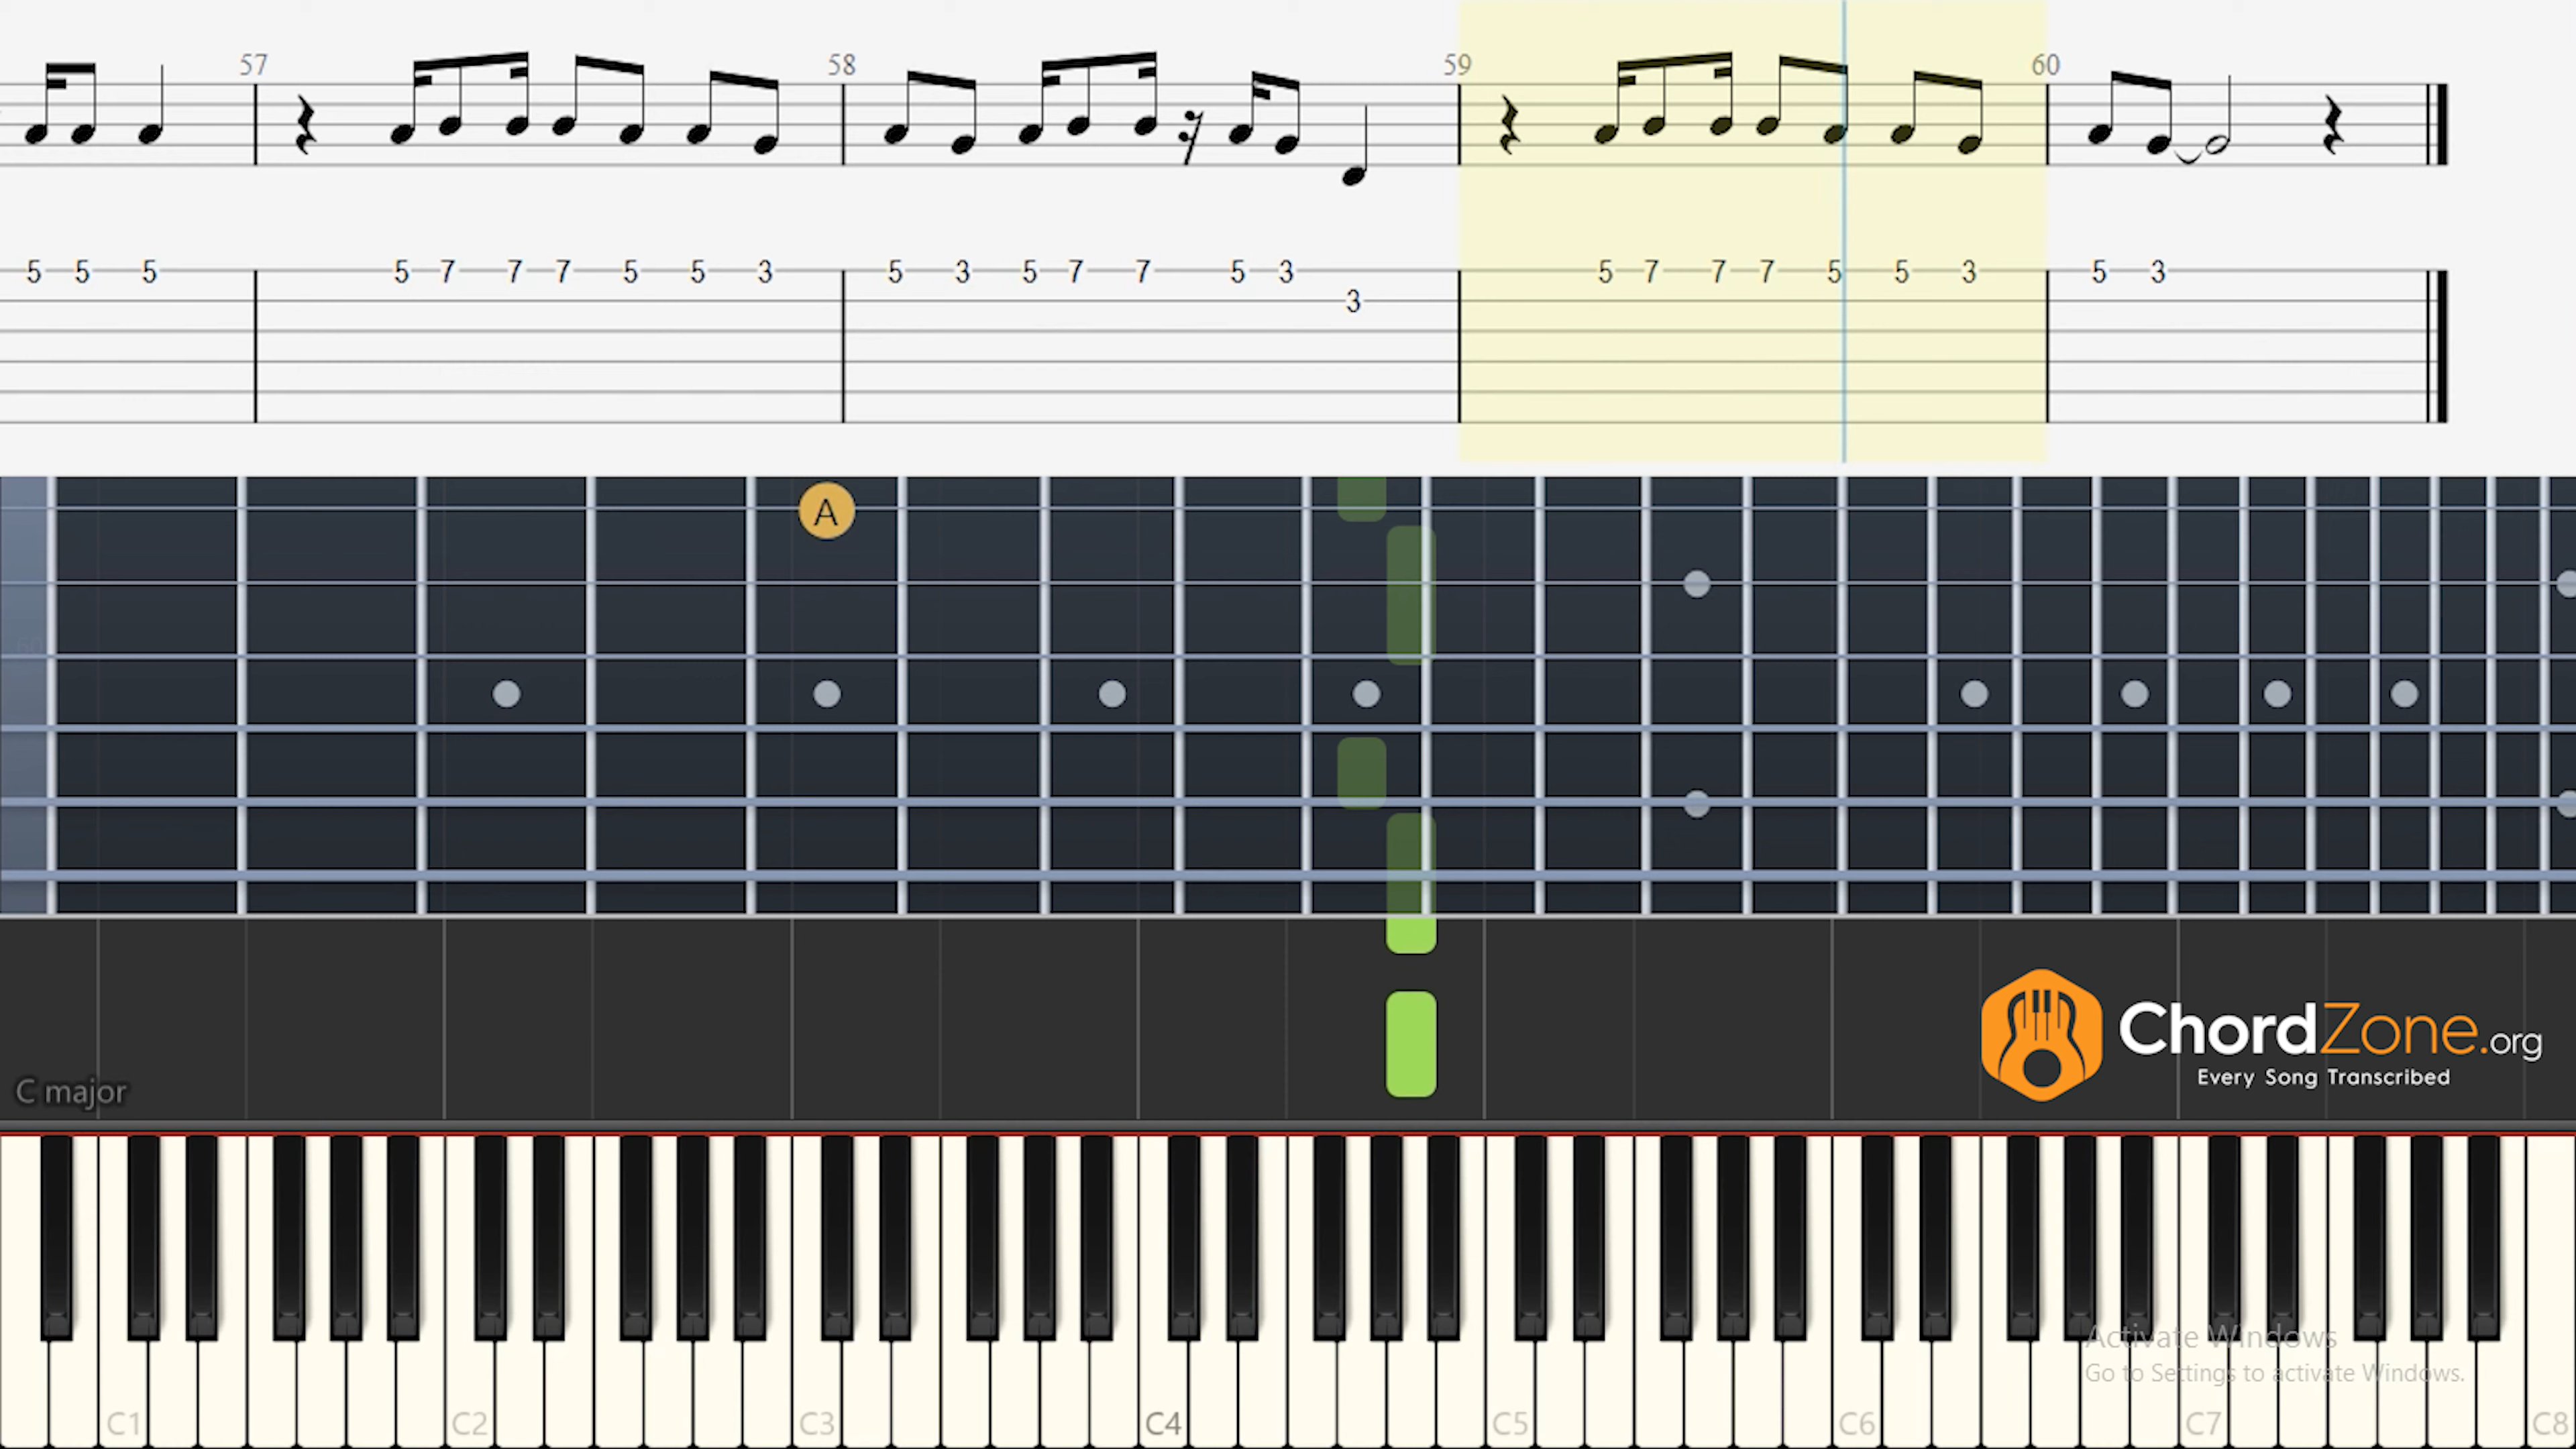 57 58 59 60
5 5 5 5 7 7 7 5 5 3 5 3 5 7 7 5 3 5 7 7 7 5 5 3 5 3
3
A
ChordZone.org
Every Song Transcribed
C major
Activate Windows
Go to Settings to activate Windows.
C1 C2 C3 C4 C5 C6 C7 C8